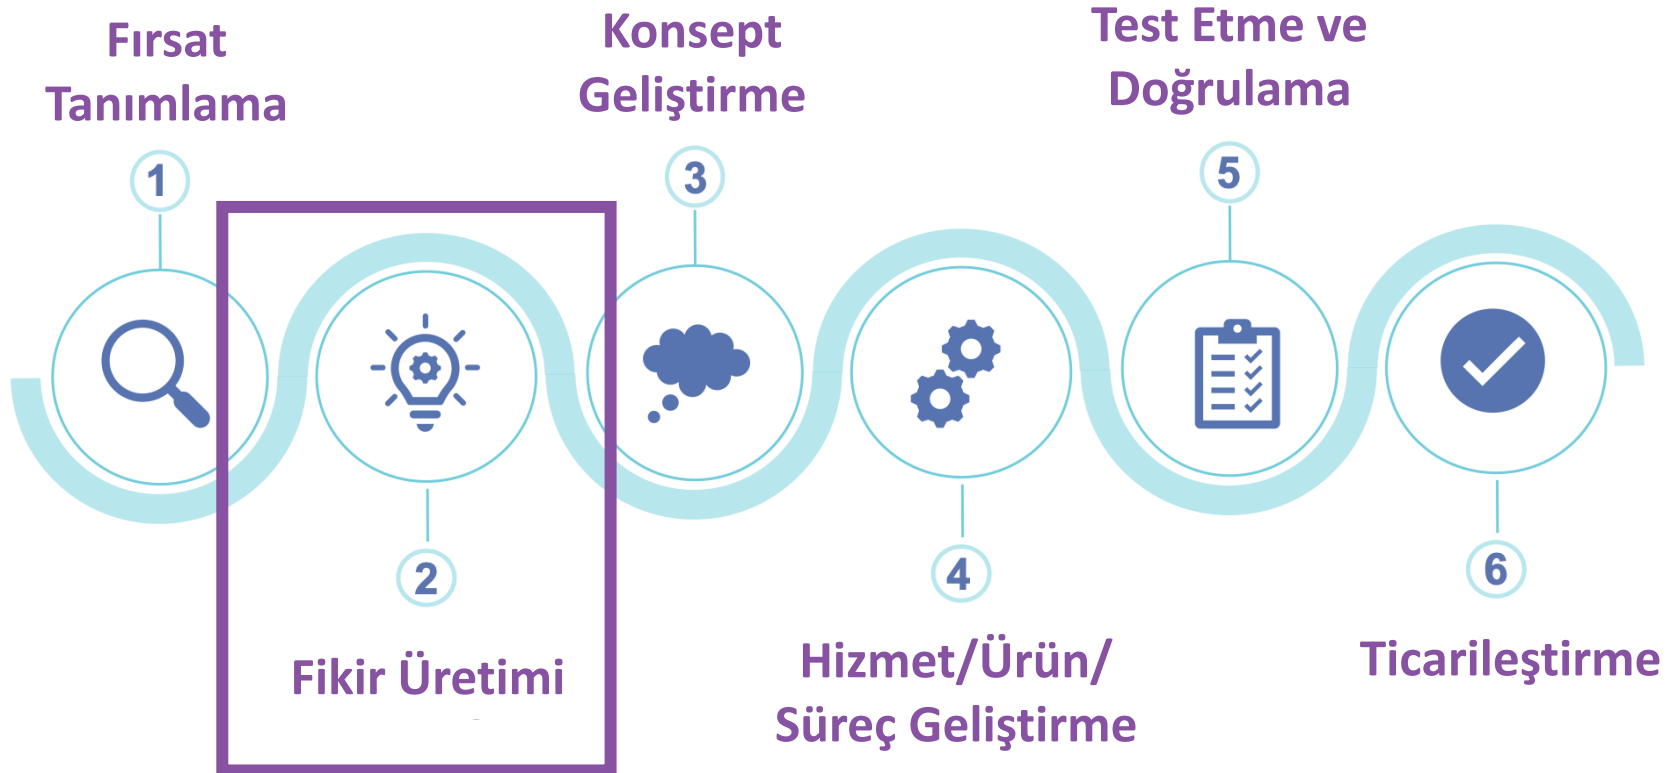 Fırsat
Tanımlama
1
2
Fikir Üretimi
Konsept
Geliştirme
3
4
Hizmet/Ürün/
Süreç Geliştirme
Test Etme ve
Doğrulama
5
6
Ticarileştirme